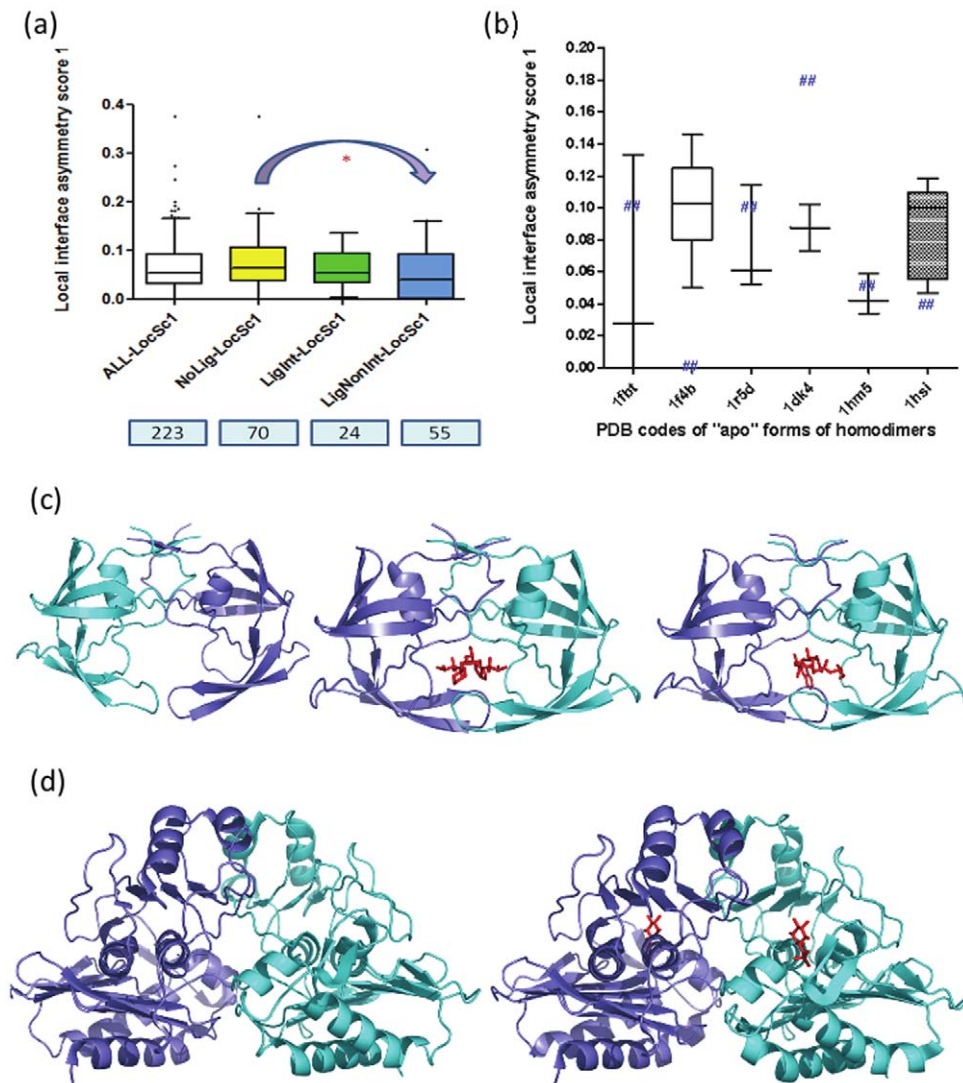 (a)
Local interface asymmetry score 1
0.4
0.3
0.2
0.1
0.0
*
ALL-LocSc1
NoLig-LocSc1
LigInt-LocSc1
LigNonInt-LocSc1
223
70
24
55
(b)
Local interface asymmetry score 1
0.20
0.18
0.16
0.14
0.12
0.10
0.08
0.06
0.04
0.02
0.00
##
##
##
##
##
##
1fbt
1f4b
1r5d
1dk4
1hm5
1hsi
PDB codes of "apo" forms of homodimers
(c)
(d)